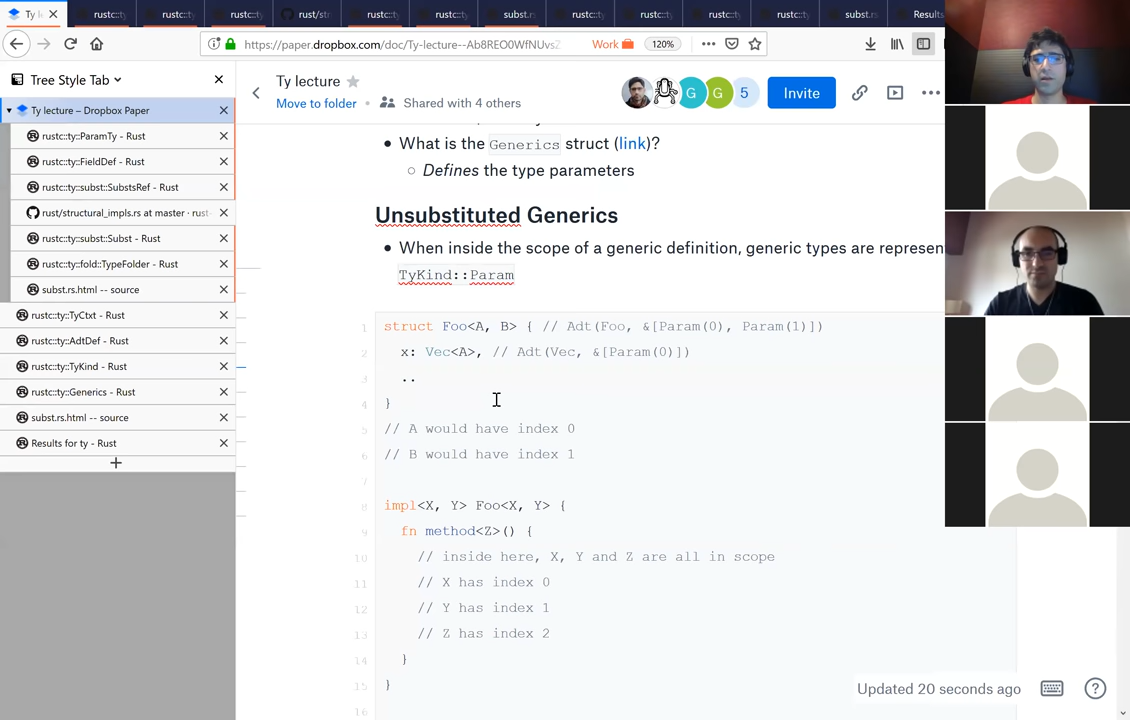 Ty l
rustc::ty
rustc::ty
rustc::ty
rust/str
rustc::ty
rustc::ty
subst.rs
rustc::ty
rustc::ty
rustc::ty
rustc::ty
subst.rs
Results
https://paper.dropbox.com/doc/Ty-lecture--Ab8REO0WfNUvsZ
Work
120%
Tree Style Tab
Ty lecture – Dropbox Paper
rustc::ty::ParamTy - Rust
rustc::ty::FieldDef - Rust
rustc::ty::subst::SubstsRef - Rust
rust/structural_impls.rs at master · rust-
rustc::ty::subst::Subst - Rust
rustc::ty::fold::TypeFolder - Rust
subst.rs.html -- source
rustc::ty::TyCtxt - Rust
rustc::ty::AdtDef - Rust
rustc::ty::TyKind - Rust
rustc::ty::Generics - Rust
subst.rs.html -- source
Results for ty - Rust
Ty lecture
Move to folder
Shared with 4 others
G
G
5
Invite
• What is the Generics struct (link)?
○ Defines the type parameters
Unsubstituted Generics
• When inside the scope of a generic definition, generic types are represen
TyKind::Param
1 struct Foo<A, B> { // Adt(Foo, &[Param(0), Param(1)])
2 x: Vec<A>, // Adt(Vec, &[Param(0)])
3 ..
4 }
5 // A would have index 0
6 // B would have index 1
7
8 impl<X, Y> Foo<X, Y> {
9 fn method<Z>() {
10 // inside here, X, Y and Z are all in scope
11 // X has index 0
12 // Y has index 1
13 // Z has index 2
14 }
15 }
16
Updated 20 seconds ago